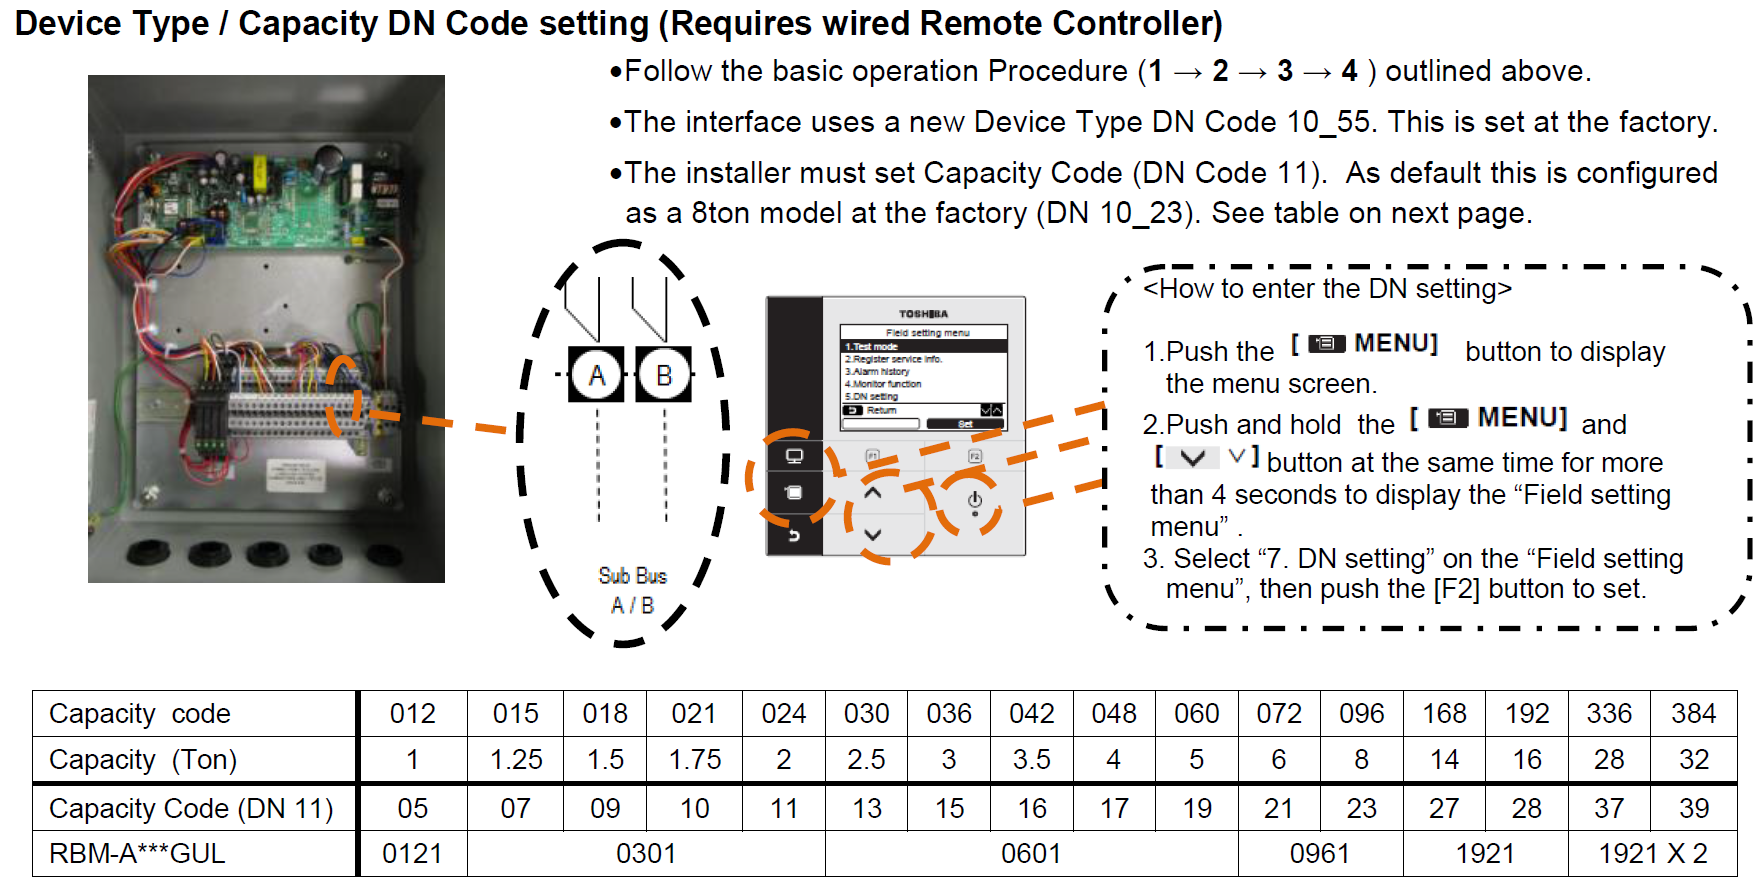 Device Type / Capacity DN Code setting (Requires wired Remote Controller)
•Follow the basic operation Procedure (1 → 2 → 3 → 4 ) outlined above.
•The interface uses a new Device Type DN Code 10_55. This is set at the factory.
•The installer must set Capacity Code (DN Code 11). As default this is configured
as a 8ton model at the factory (DN 10_23). See table on next page.
A B
Sub Bus
A / B
TOSHIBA
Field setting menu
1.Test mode
2.Register service info.
3.Alarm history
4.Monitor function
5.DN setting
Return
Set
F1 F2
<How to enter the DN setting>
1.Push the [ MENU] button to display
the menu screen.
2.Push and hold the [ MENU] and
[ ∨ ∨ ] button at the same time for more
than 4 seconds to display the “Field setting
menu” .
3. Select “7. DN setting” on the “Field setting
menu”, then push the [F2] button to set.
Capacity code 012 015 018 021 024 030 036 042 048 060 072 096 168 192 336 384
Capacity (Ton) 1 1.25 1.5 1.75 2 2.5 3 3.5 4 5 6 8 14 16 28 32
Capacity Code (DN 11) 05 07 09 10 11 13 15 16 17 19 21 23 27 28 37 39
RBM-A***GUL 0121 0301 0601 0961 1921 1921 X 2